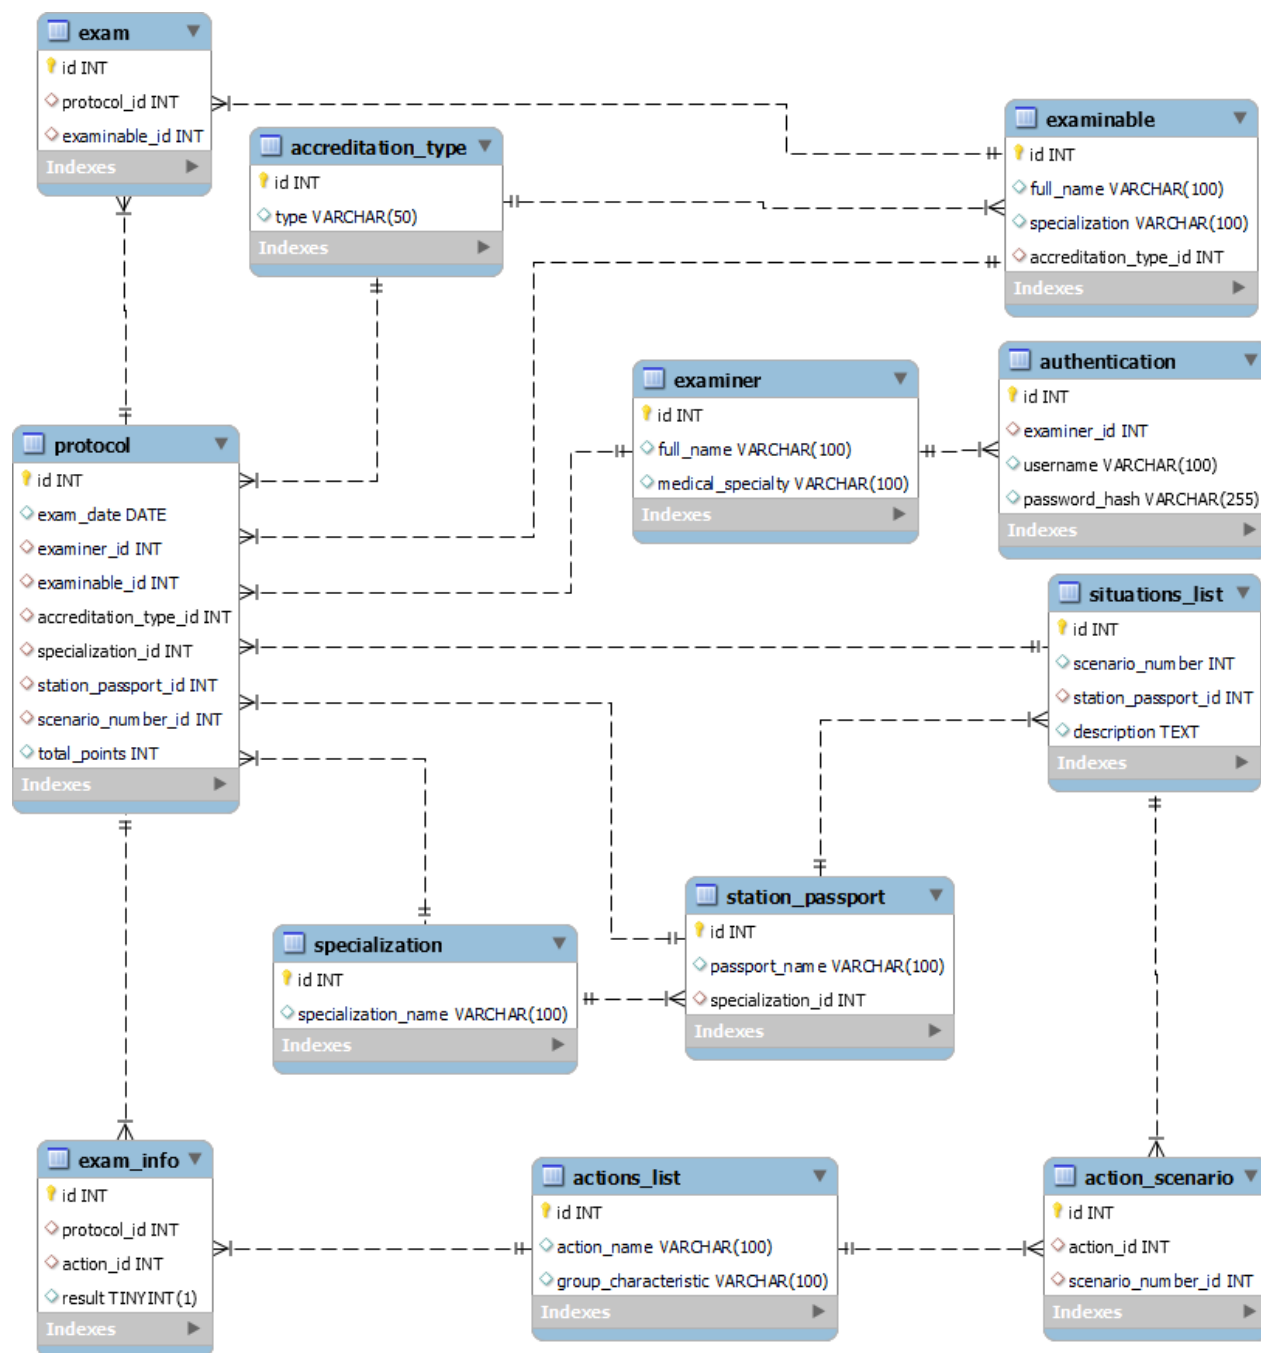 exam
id INT
protocol_id INT
examinable_id INT
Indexes
accreditation_type
id INT
type VARCHAR(50)
Indexes
examinable
id INT
full_name VARCHAR(100)
specialization VARCHAR(100)
accreditation_type_id INT
Indexes
examiner
id INT
full_name VARCHAR(100)
medical_specialty VARCHAR(100)
Indexes
authentication
id INT
examiner_id INT
username VARCHAR(100)
password_hash VARCHAR(255)
Indexes
protocol
id INT
exam_date DATE
examiner_id INT
examinable_id INT
accreditation_type_id INT
specialization_id INT
station_passport_id INT
scenario_number_id INT
total_points INT
Indexes
situations_list
id INT
scenario_number INT
station_passport_id INT
description TEXT
Indexes
station_passport
id INT
passport_name VARCHAR(100)
specialization_id INT
Indexes
specialization
id INT
specialization_name VARCHAR(100)
Indexes
exam_info
id INT
protocol_id INT
action_id INT
result TINYINT(1)
Indexes
actions_list
id INT
action_name VARCHAR(100)
group_characteristic VARCHAR(100)
Indexes
action_scenario
id INT
action_id INT
scenario_number_id INT
Indexes